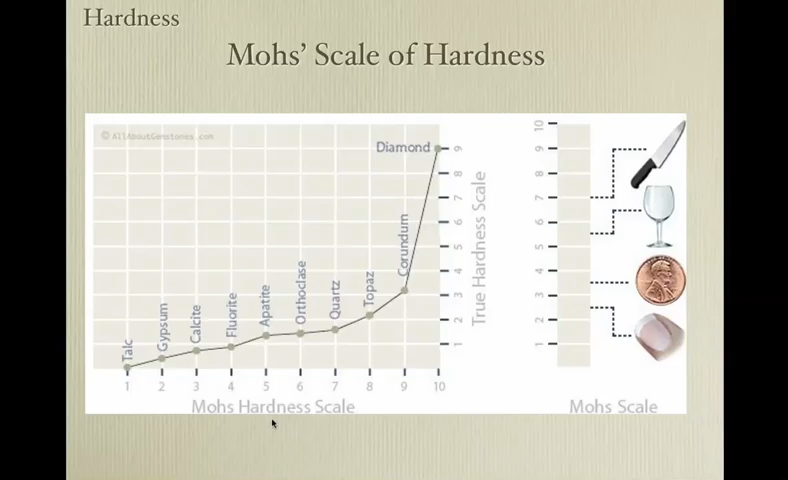 Hardness
Mohs’ Scale of Hardness
© AllAboutGemstones.com
Diamond
Corundum
Topaz
Quartz
Orthoclase
Apatite
Fluorite
Calcite
Gypsum
Talc
1 2 3 4 5 6 7 8 9 10
Mohs Hardness Scale
9
8
7
6
5
4
3
2
1
True Hardness Scale
10
9
8
7
6
5
4
3
2
1
Mohs Scale